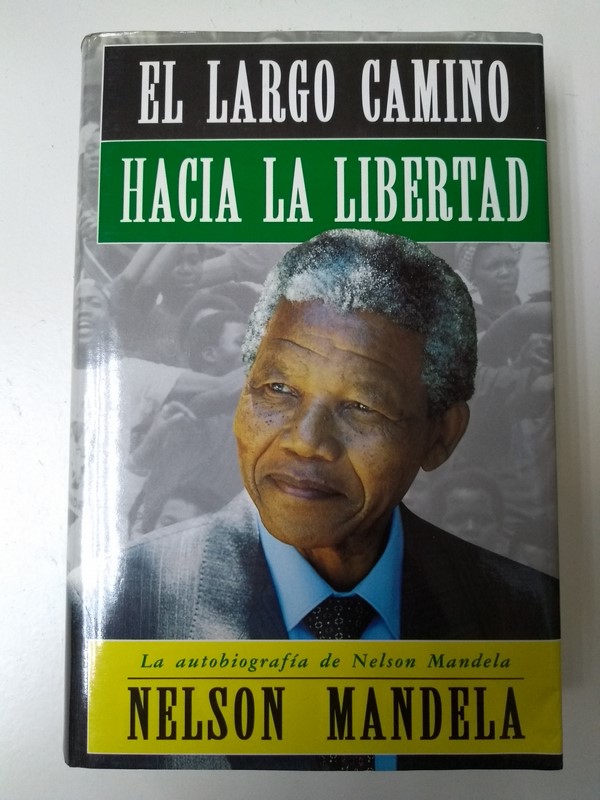 EL LARGO CAMINO
HACIA LA LIBERTAD
La autobiografía de Nelson Mandela
NELSON MANDELA